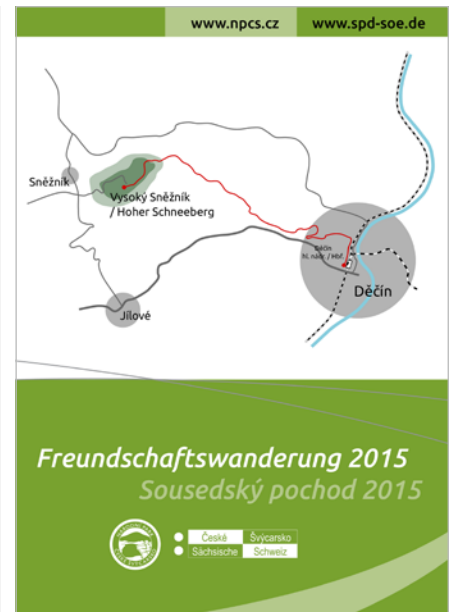 www.npcs.cz
www.spd-soe.de
Sněžník
Vysoký Sněžník
/ Hoher Schneeberg
Děčín
hl. nádr. / Hbf.
Děčín
Jílové
Freundschaftswanderung 2015
Sousedský pochod 2015
České Švýcarsko
Sächsische Schweiz